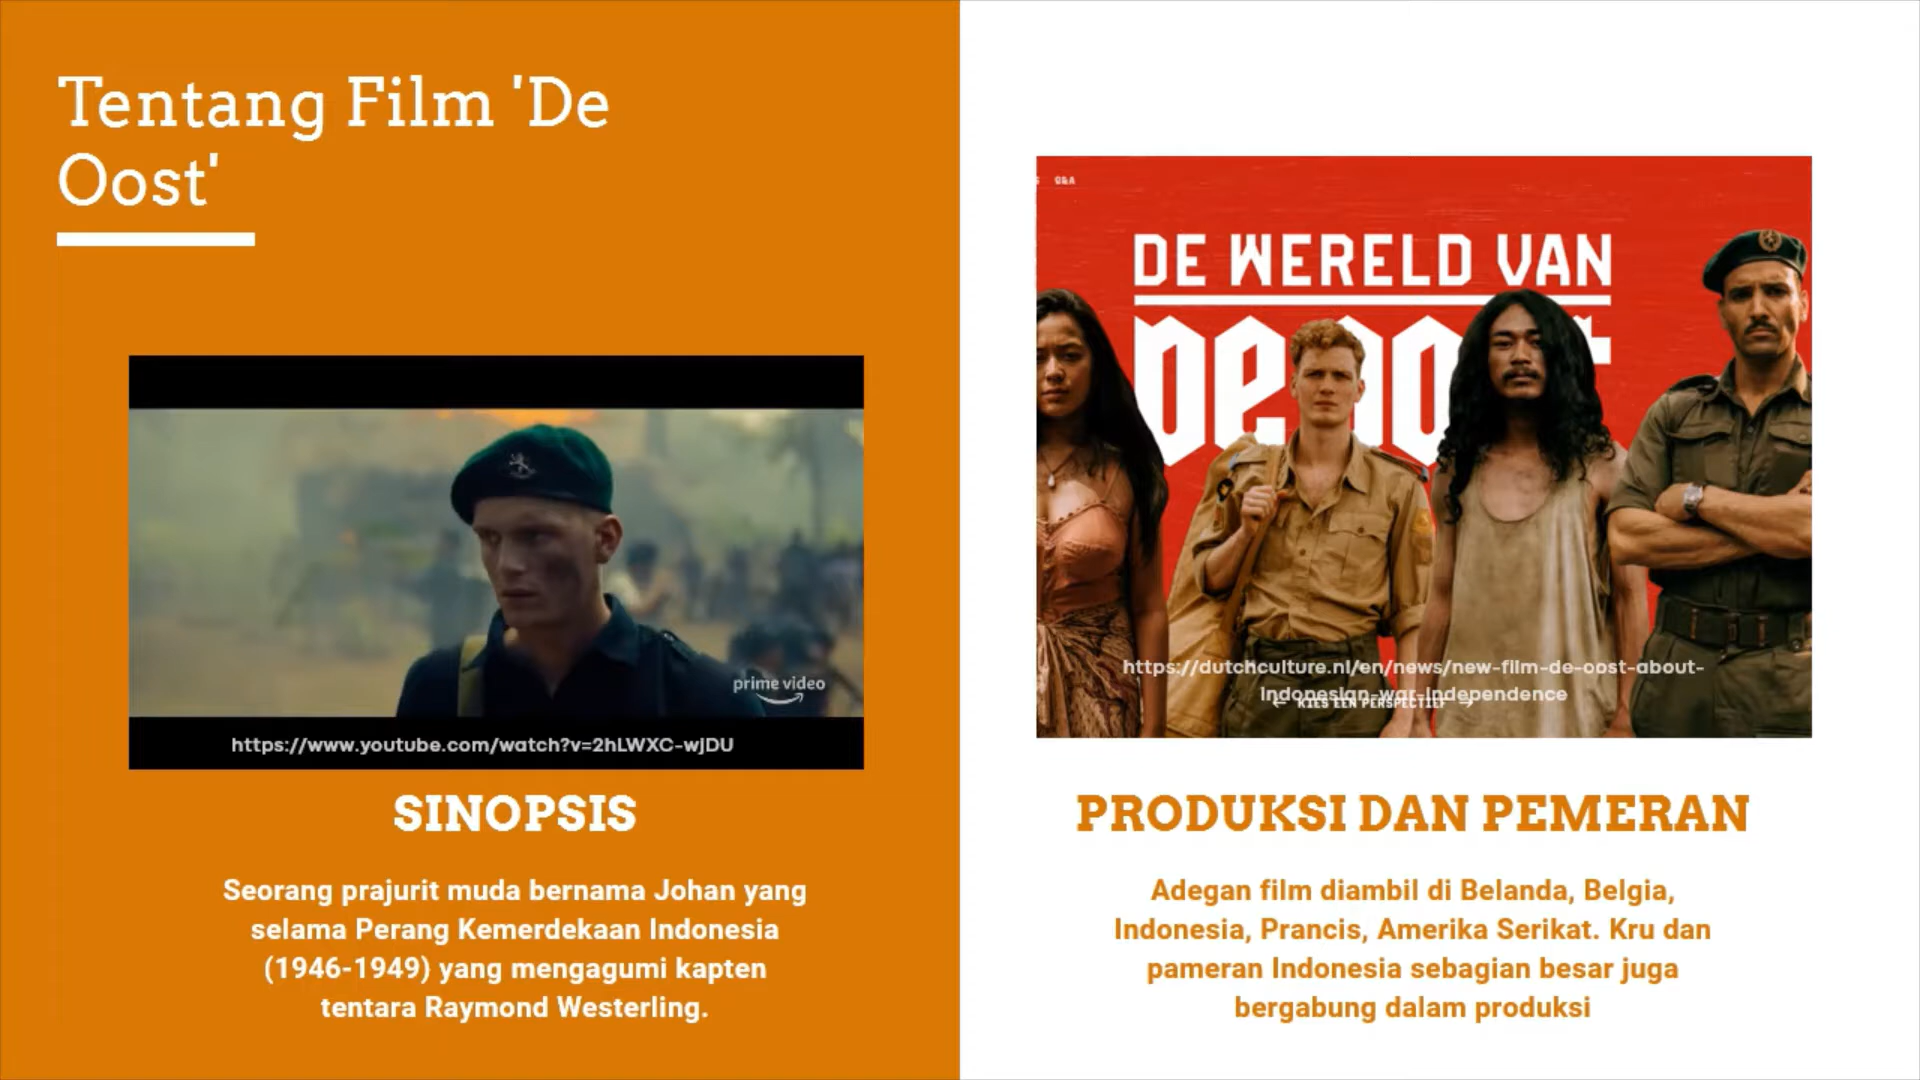 Tentang Film 'De
Oost'
prime video
https://www.youtube.com/watch?v=2hLWXC-wjDU
SINOPSIS
Seorang prajurit muda bernama Johan yang
selama Perang Kemerdekaan Indonesia
(1946-1949) yang mengagumi kapten
tentara Raymond Westerling.
Q&A
DE WERELD VAN
https://dutchculture.nl/en/news/new-film-de-oost-about-
indonesian-war-independence
← KIES EEN PERSPECTIEF →
PRODUKSI DAN PEMERAN
Adegan film diambil di Belanda, Belgia,
Indonesia, Prancis, Amerika Serikat. Kru dan
pameran Indonesia sebagian besar juga
bergabung dalam produksi